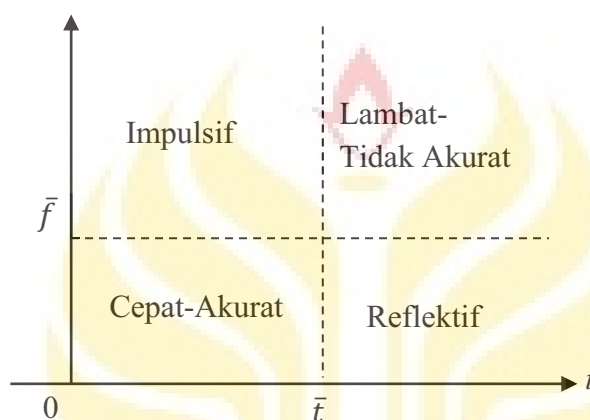 Impulsif
Lambat-
Tidak Akurat
f̄
Cepat-Akurat
Reflektif
0
t̄
t